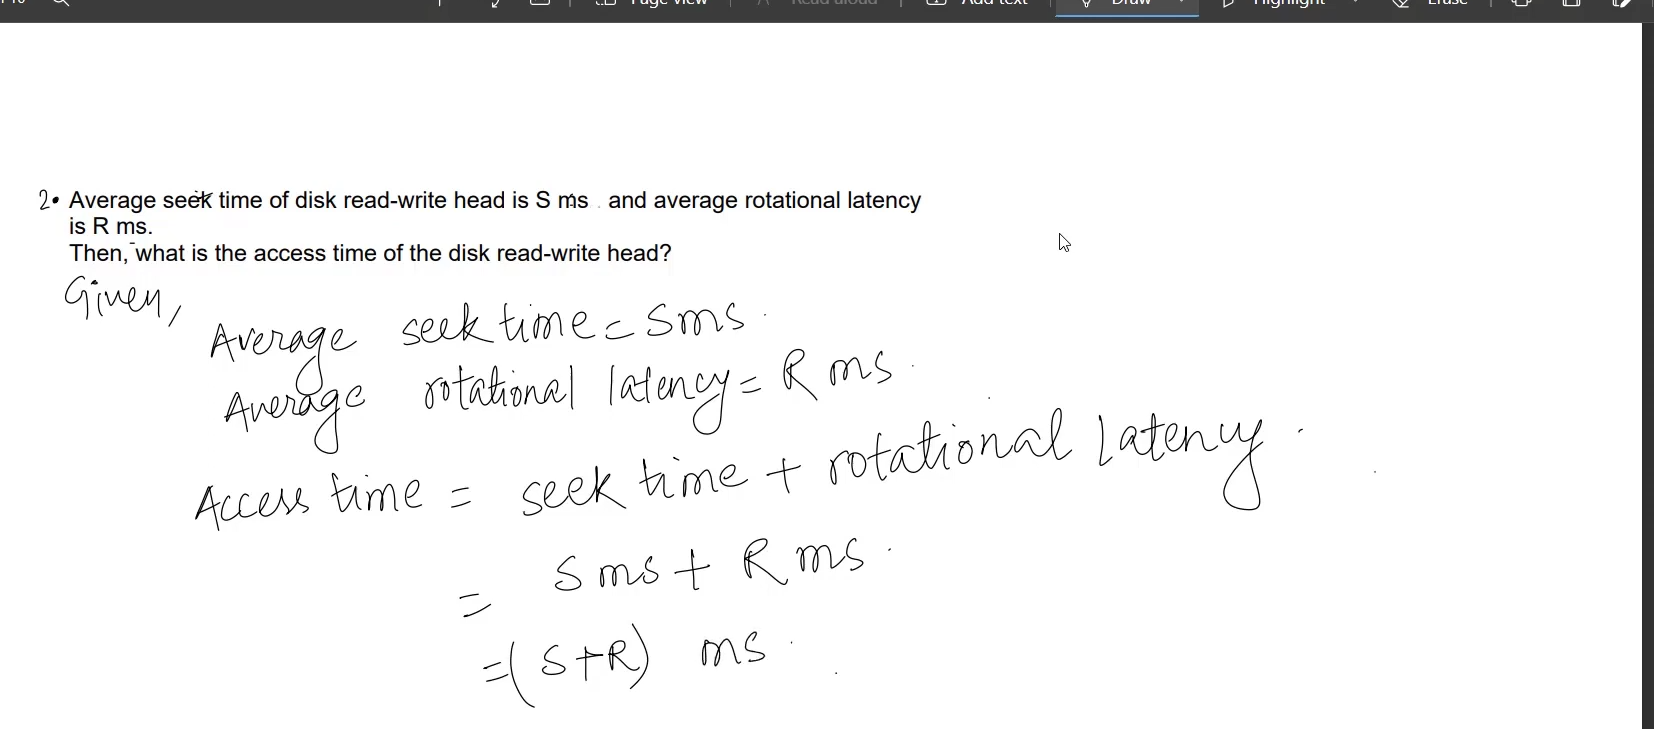 Page view
Read aloud
Add text
Draw
Highlight
Erase
2. Average seek time of disk read-write head is S ms . and average rotational latency
is R ms.
Then, what is the access time of the disk read-write head?
Given,
Average seek time = S ms.
Average rotational latency = R ms.
Access time = seek time + rotational latency.
= S ms + R ms.
= (S+R) ms.